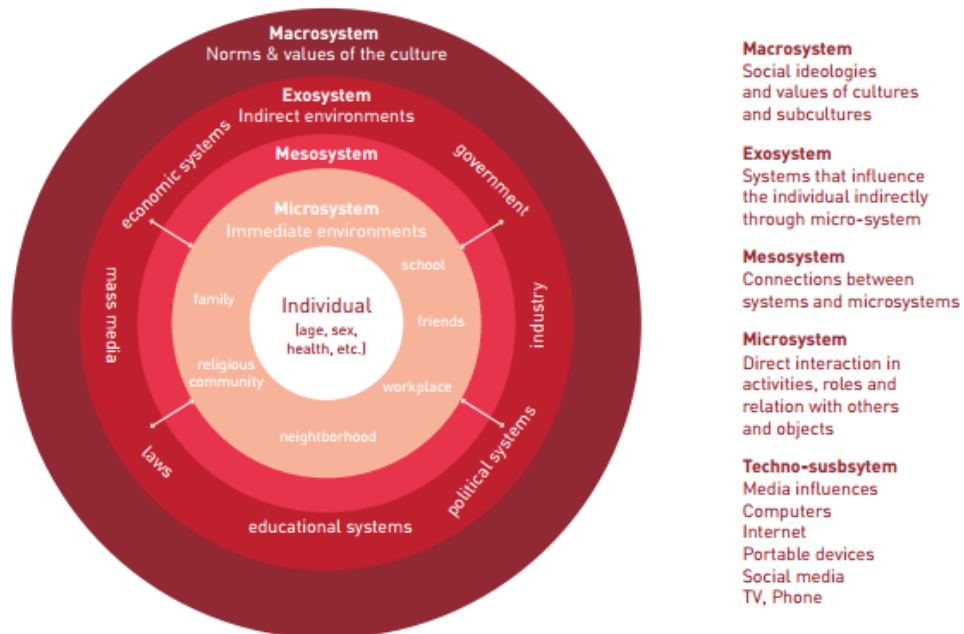 Macrosystem
Norms & values of the culture
Exosystem
Indirect environments
economic systems
government
Mesosystem
Microsystem
Immediate environments
school
family
Individual
(age, sex,
health, etc.)
friends
mass media
industry
religious
community
workplace
neighborhood
laws
political systems
educational systems
Macrosystem
Social ideologies
and values of cultures
and subcultures
Exosystem
Systems that influence
the individual indirectly
through micro-system
Mesosystem
Connections between
systems and microsystems
Microsystem
Direct interaction in
activities, roles and
relation with others
and objects
Techno-susbsytem
Media influences
Computers
Internet
Portable devices
Social media
TV, Phone